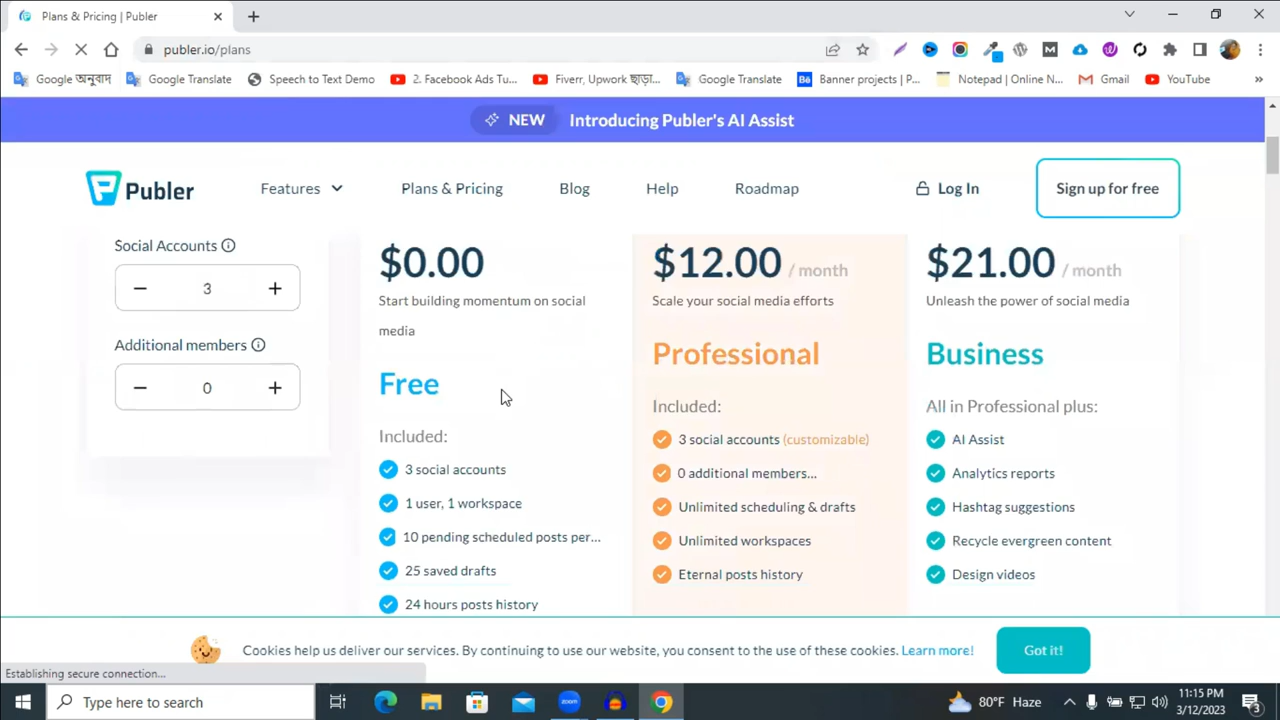 Plans & Pricing | Publer
publer.io/plans
Google অনুবাদ
Google Translate
Speech to Text Demo
2. Facebook Ads Tu...
Fiverr, Upwork ছাড়া...
Google Translate
Banner projects | P...
Notepad | Online N...
Gmail
YouTube
NEW Introducing Publer's AI Assist
Publer
Features
Plans & Pricing
Blog
Help
Roadmap
Log In
Sign up for free
Social Accounts
3
Additional members
0
$0.00
Start building momentum on social
media
Free
Included:
3 social accounts
1 user, 1 workspace
10 pending scheduled posts per...
25 saved drafts
24 hours posts history
$12.00 / month
Scale your social media efforts
Professional
Included:
3 social accounts (customizable)
0 additional members...
Unlimited scheduling & drafts
Unlimited workspaces
Eternal posts history
$21.00 / month
Unleash the power of social media
Business
All in Professional plus:
AI Assist
Analytics reports
Hashtag suggestions
Recycle evergreen content
Design videos
Cookies help us deliver our services. By continuing to use our website, you consent to the use of these cookies. Learn more!
Got it!
Establishing secure connection...
Type here to search
zoom
80°F Haze
11:15 PM
3/12/2023
3